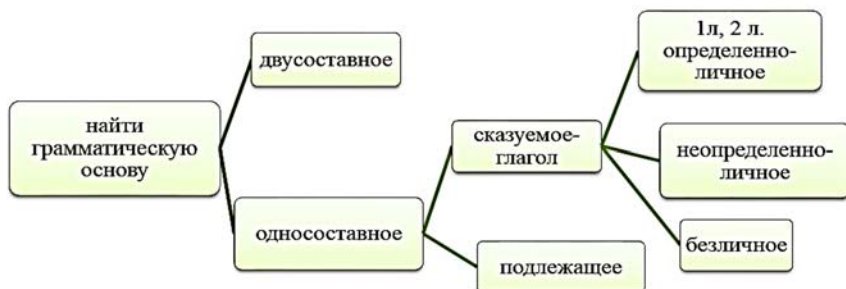 найти
грамматическую
основу
двусоставное
односоставное
сказуемое-
глагол
подлежащее
1л, 2 л.
определенно-
личное
неопределенно-
личное
безличное